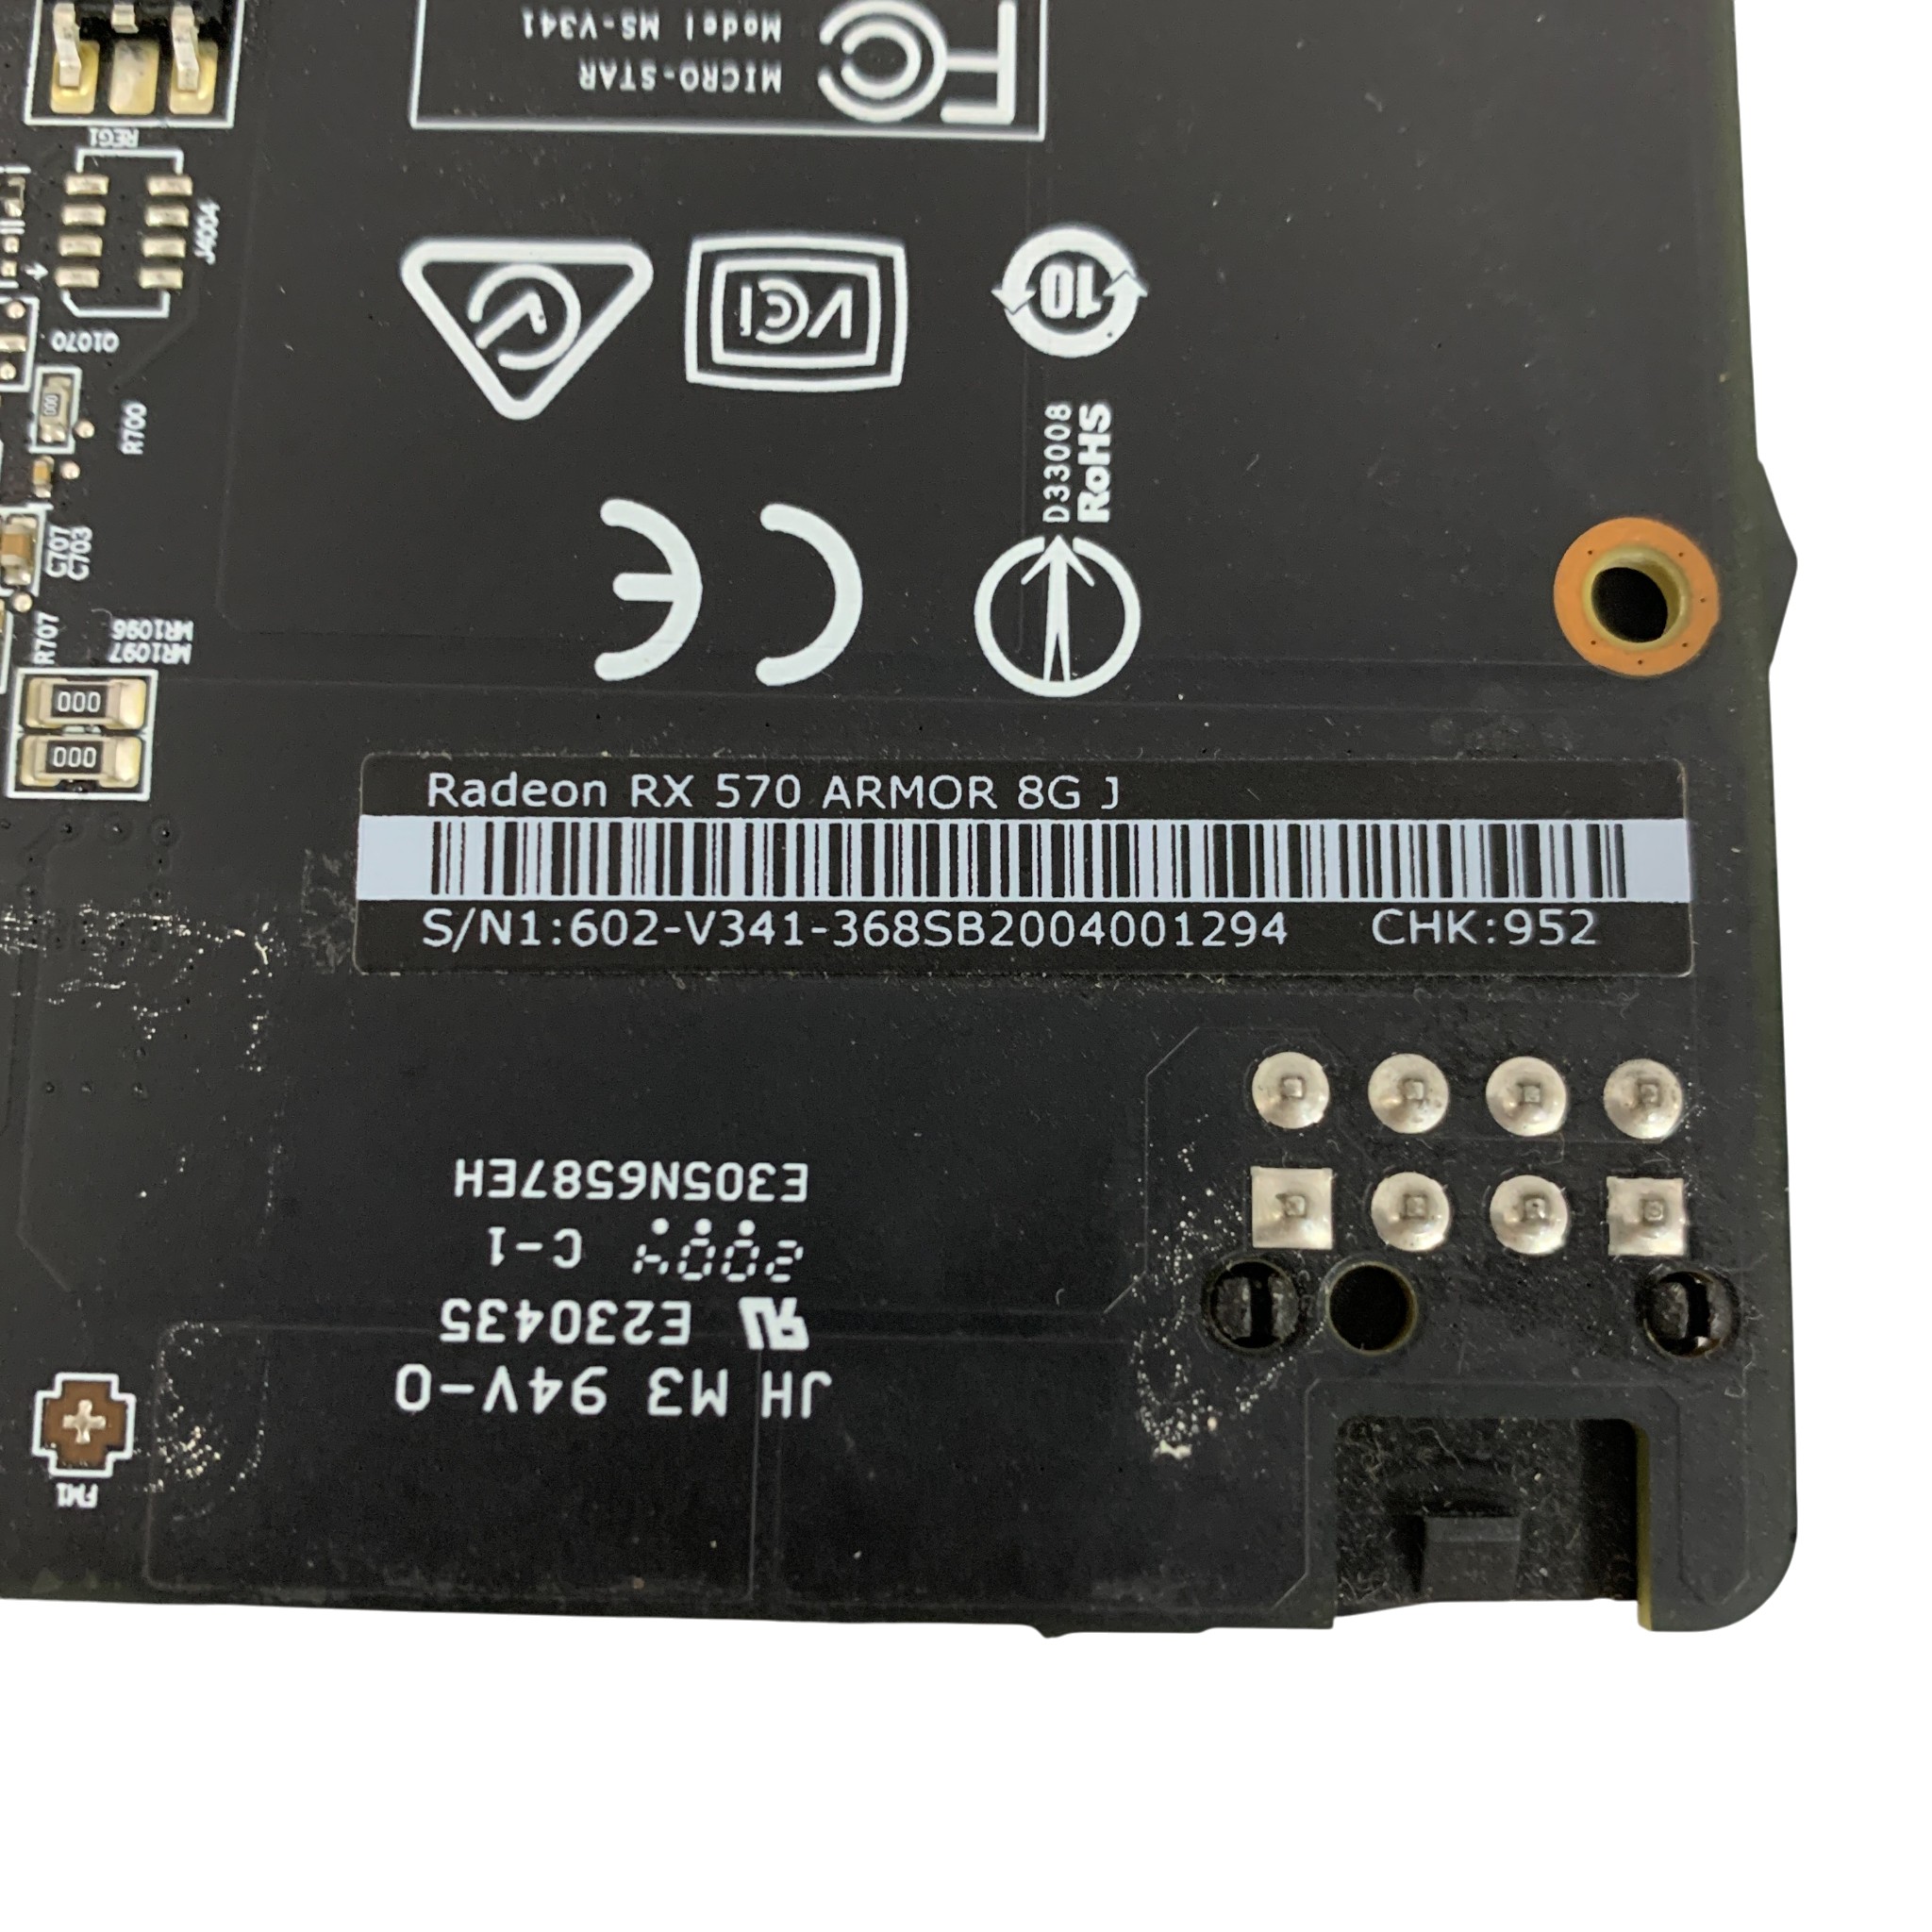 Model MS-V341
MICRO-STAR
FC
REG1
J4004
10
VCI
Q1070
000
R700
D33008
RoHS
C707
C703
CE
R707
MR1096
MR1097
000
000
Radeon RX 570 ARMOR 8G J
S/N1:602-V341-368SB2004001294 CHK:952
E305N6587EH
C-1
E230435
JH M3 94V-0
FM1